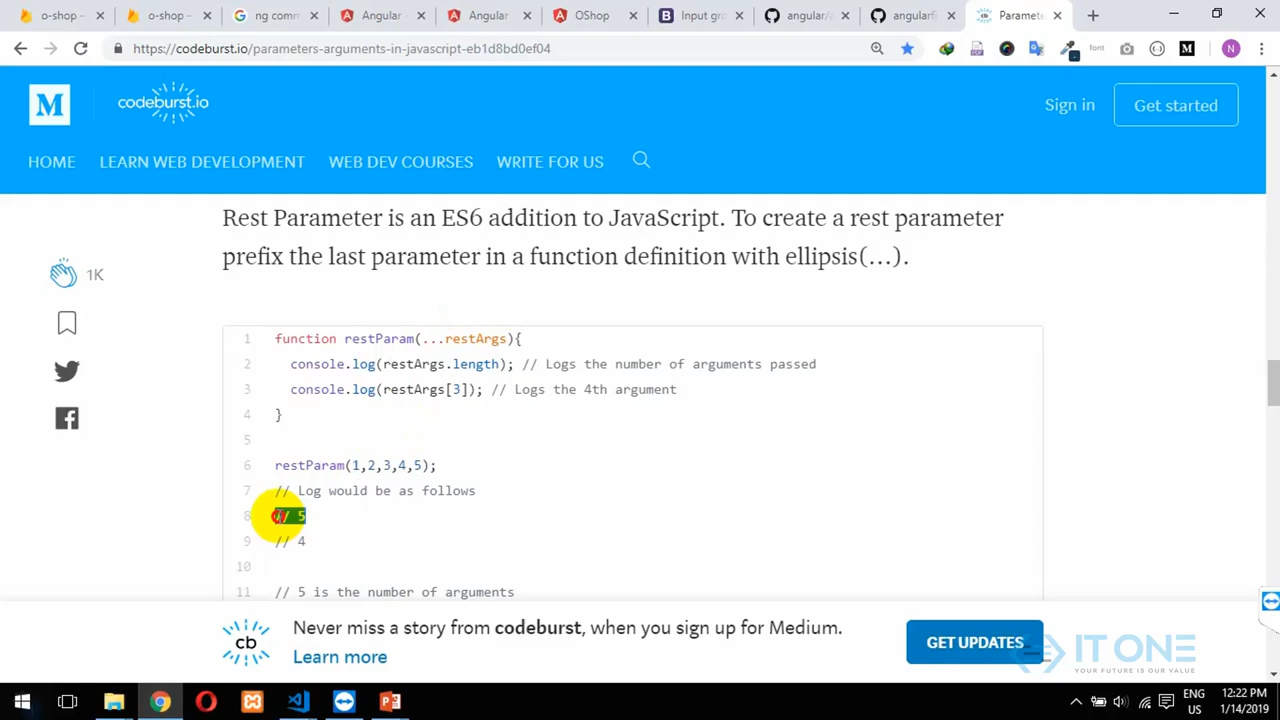 o-shop –
o-shop –
ng comm
Angular
Angular
OShop
Input gro
angular/
angularfi
Paramete
https://codeburst.io/parameters-arguments-in-javascript-eb1d8bd0ef04
font
N
M
codeburst.io
Sign in
Get started
HOME
LEARN WEB DEVELOPMENT
WEB DEV COURSES
WRITE FOR US
Rest Parameter is an ES6 addition to JavaScript. To create a rest parameter
prefix the last parameter in a function definition with ellipsis(…).
1K
1 function restParam(...restArgs){
2 console.log(restArgs.length); // Logs the number of arguments passed
3 console.log(restArgs[3]); // Logs the 4th argument
4 }
5
6 restParam(1,2,3,4,5);
7 // Log would be as follows
8 // 5
9 // 4
10
11 // 5 is the number of arguments
cb
Never miss a story from codeburst, when you sign up for Medium.
Learn more
GET UPDATES
IT ONE
YOUR FUTURE IS OUR VALUE
ENG
US
12:22 PM
1/14/2019